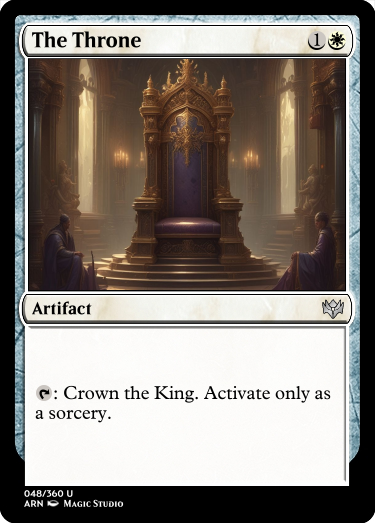 The Throne 1
Artifact
: Crown the King. Activate only as
a sorcery.
048/360 U
ARN Magic Studio